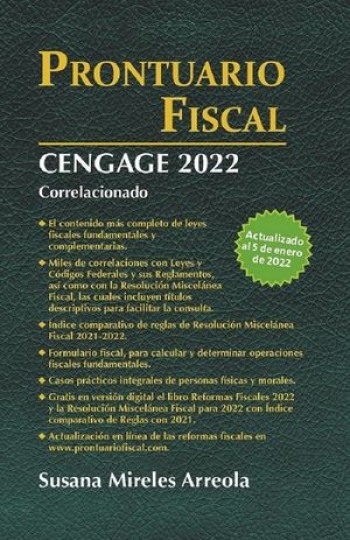 PRONTUARIO
FISCAL
CENGAGE 2022
Correlacionado
◆ El contenido más completo de leyes
fiscales fundamentales y
complementarias.
◆ Miles de correlaciones con Leyes y
Códigos Federales y sus Reglamentos,
así como con la Resolución Miscelánea
Fiscal, las cuales incluyen títulos
descriptivos para facilitar la consulta.
◆ Índice comparativo de reglas de Resolución Miscelánea
Fiscal 2021-2022.
◆ Formulario fiscal, para calcular y determinar operaciones
fiscales fundamentales.
◆ Casos prácticos integrales de personas físicas y morales.
◆ Gratis en versión digital el libro Reformas Fiscales 2022
y la Resolución Miscelánea Fiscal para 2022 con Índice
comparativo de Reglas con 2021.
◆ Actualización en línea de las reformas fiscales en
www.prontuariofiscal.com.
Actualizado
al 5 de enero
de 2022
Susana Mireles Arreola